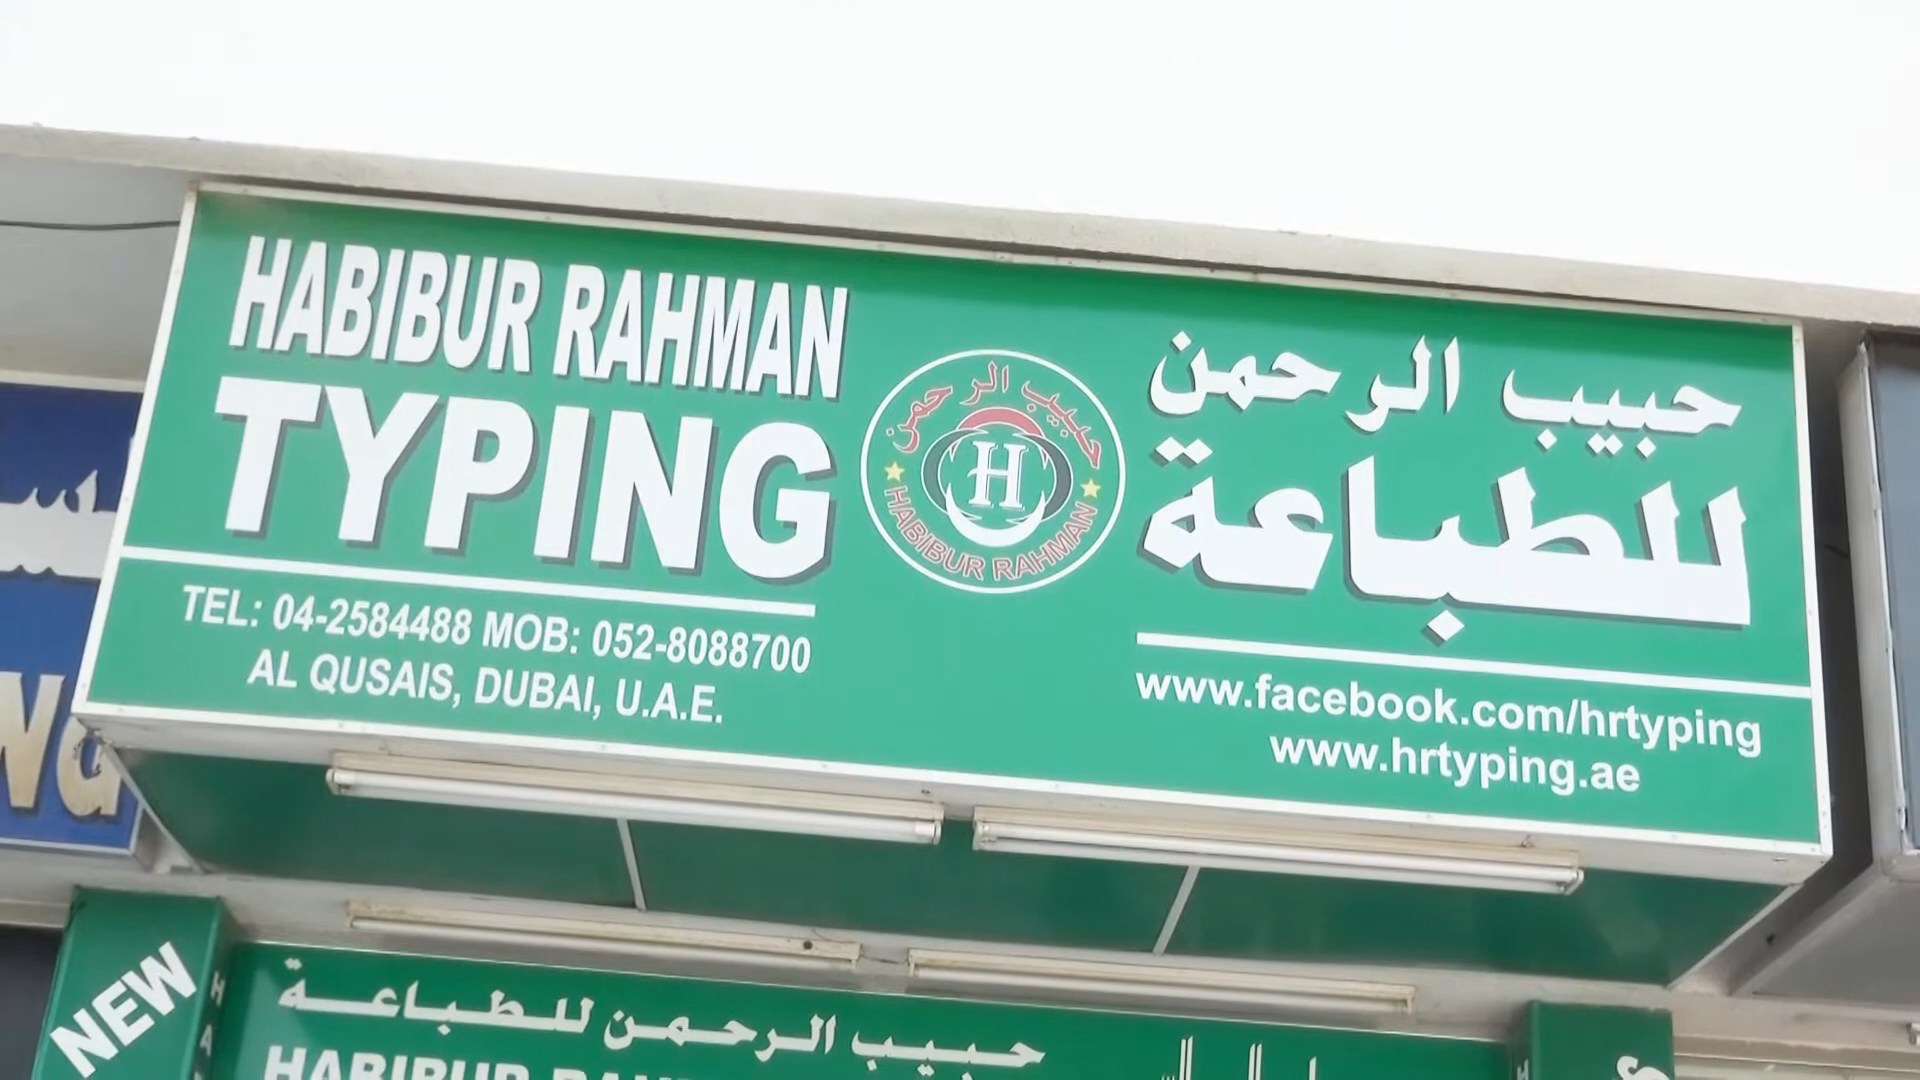 HABIBUR RAHMAN
TYPING
TEL: 04-2584488 MOB: 052-8088700
AL QUSAIS, DUBAI, U.A.E.
حبيب الرحمن
H
HABIBUR RAHMAN
حبيب الرحمن
للطباعة
www.facebook.com/hrtyping
www.hrtyping.ae
NEW
حبيب الرحمن للطباعة
HABIBUR